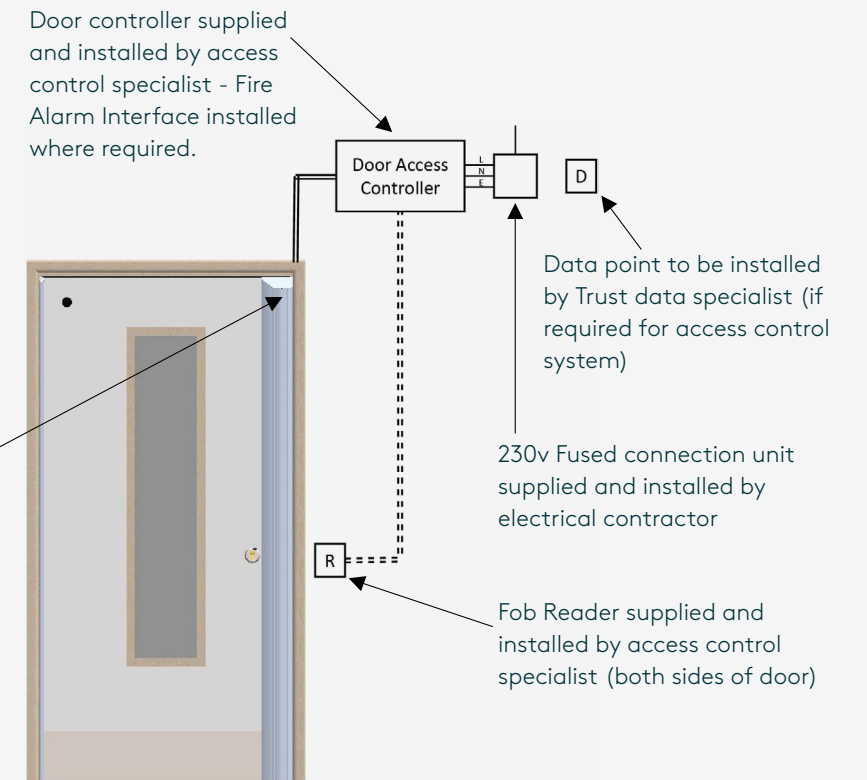 Door controller supplied
and installed by access
control specialist - Fire
Alarm Interface installed
where required.
Door Access
Controller
L
N
E
D
Data point to be installed
by Trust data specialist (if
required for access control
system)
230v Fused connection unit
supplied and installed by
electrical contractor
R
Fob Reader supplied and
installed by access control
specialist (both sides of door)